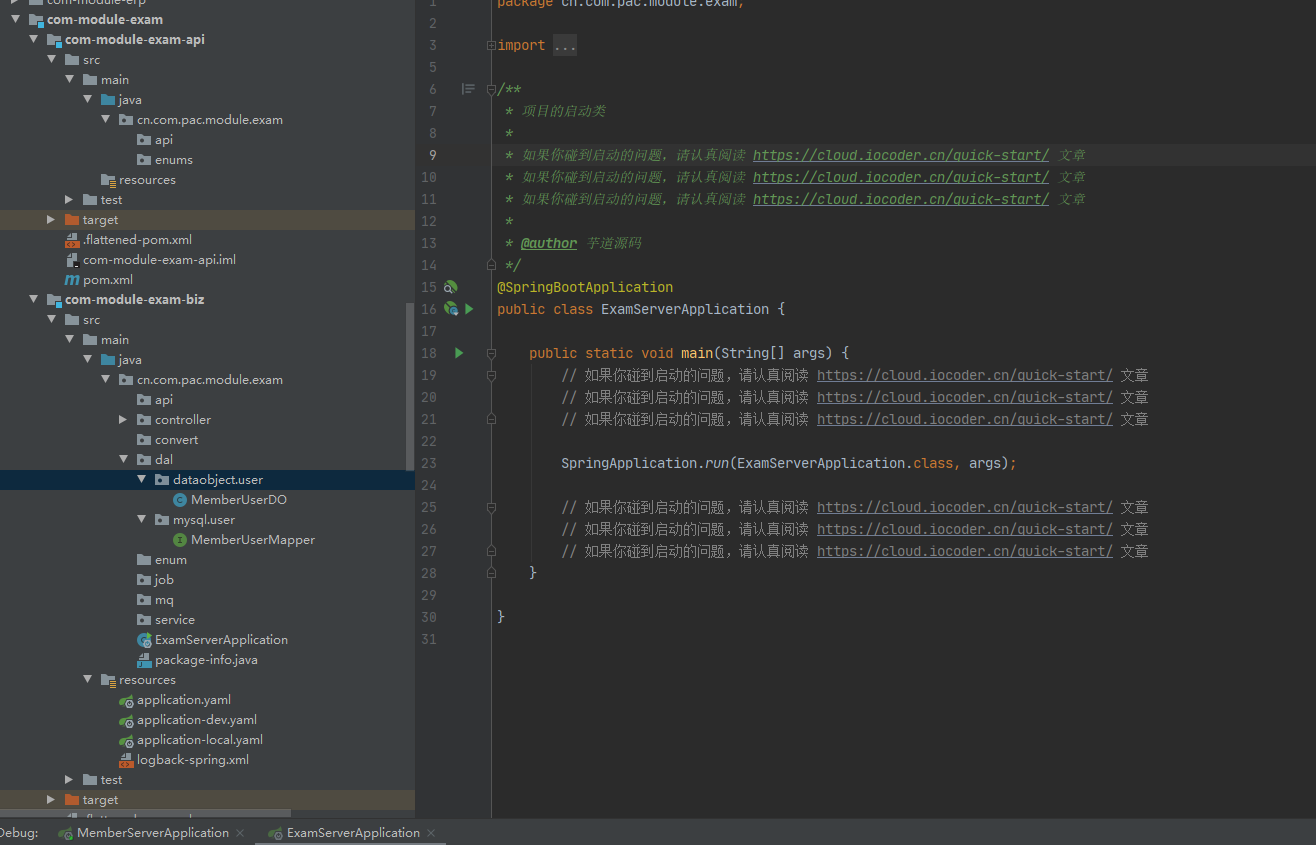 com-module-erp
com-module-exam
com-module-exam-api
src
main
java
cn.com.pac.module.exam
api
enums
resources
test
target
.flattened-pom.xml
com-module-exam-api.iml
pom.xml
com-module-exam-biz
src
main
java
cn.com.pac.module.exam
api
controller
convert
dal
dataobject.user
MemberUserDO
mysql.user
MemberUserMapper
enum
job
mq
service
ExamServerApplication
package-info.java
resources
application.yaml
application-dev.yaml
application-local.yaml
logback-spring.xml
test
target
1 package cn.com.pac.module.exam;
2
3 import ...
5
6 /**
7 * 项目的启动类
8 *
9 * 如果你碰到启动的问题，请认真阅读 https://cloud.iocoder.cn/quick-start/ 文章
10 * 如果你碰到启动的问题，请认真阅读 https://cloud.iocoder.cn/quick-start/ 文章
11 * 如果你碰到启动的问题，请认真阅读 https://cloud.iocoder.cn/quick-start/ 文章
12 *
13 * @author 芋道源码
14 */
15 @SpringBootApplication
16 public class ExamServerApplication {
17
18 public static void main(String[] args) {
19 // 如果你碰到启动的问题，请认真阅读 https://cloud.iocoder.cn/quick-start/ 文章
20 // 如果你碰到启动的问题，请认真阅读 https://cloud.iocoder.cn/quick-start/ 文章
21 // 如果你碰到启动的问题，请认真阅读 https://cloud.iocoder.cn/quick-start/ 文章
22
23 SpringApplication.run(ExamServerApplication.class, args);
24
25 // 如果你碰到启动的问题，请认真阅读 https://cloud.iocoder.cn/quick-start/ 文章
26 // 如果你碰到启动的问题，请认真阅读 https://cloud.iocoder.cn/quick-start/ 文章
27 // 如果你碰到启动的问题，请认真阅读 https://cloud.iocoder.cn/quick-start/ 文章
28 }
29
30 }
31
Debug: MemberServerApplication × ExamServerApplication ×